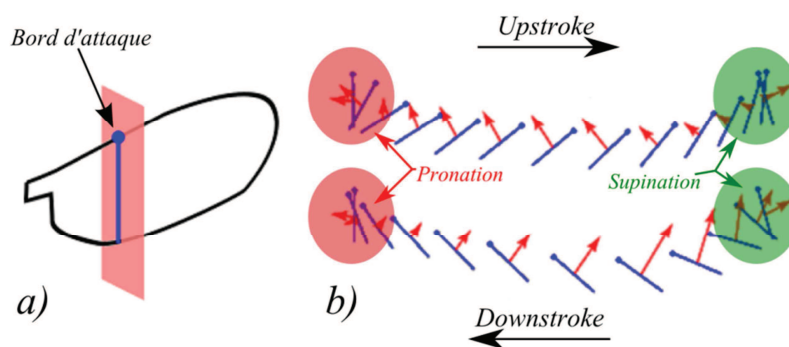 Bord d'attaque
a)
Upstroke
Pronation
Supination
b)
Downstroke